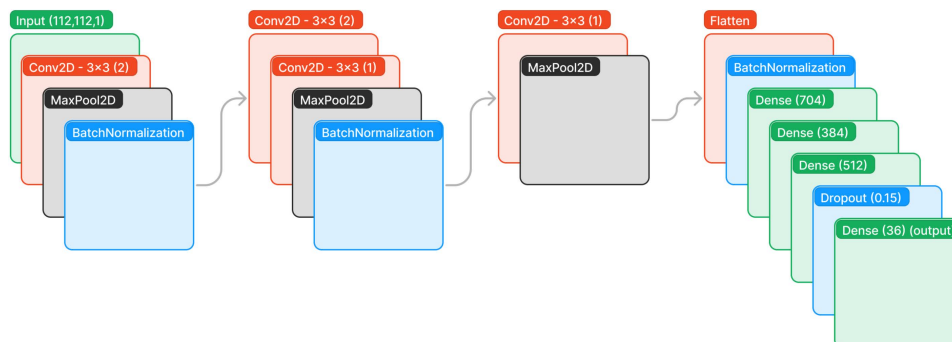 Input (112,112,1)
Conv2D - 3×3 (2)
MaxPool2D
BatchNormalization
Conv2D - 3×3 (2)
Conv2D - 3×3 (1)
MaxPool2D
BatchNormalization
Conv2D - 3×3 (1)
MaxPool2D
Flatten
BatchNormalization
Dense (704)
Dense (384)
Dense (512)
Dropout (0.15)
Dense (36) (output